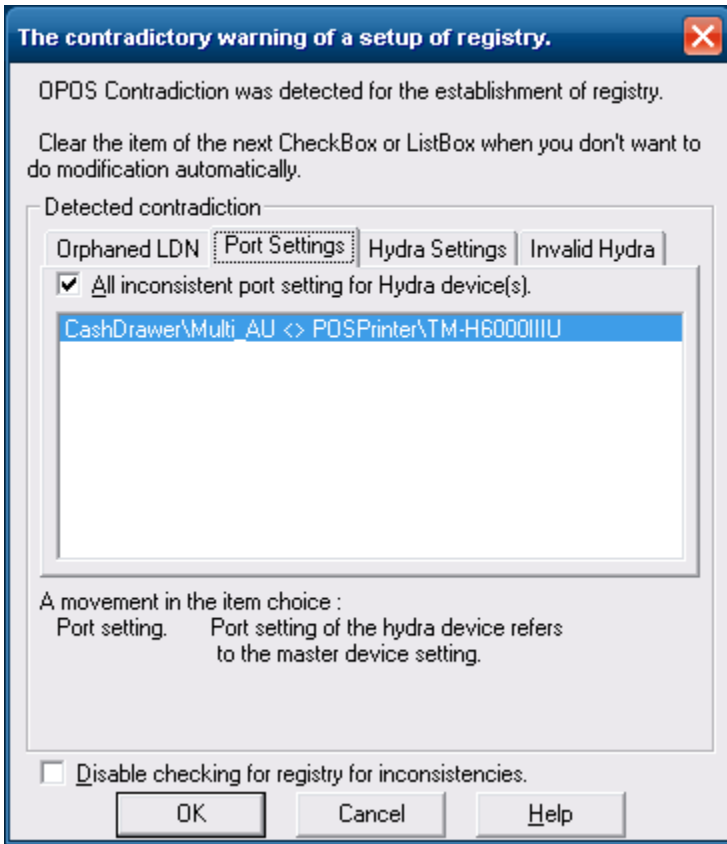 The contradictory warning of a setup of registry.
OPOS Contradiction was detected for the establishment of registry.
Clear the item of the next CheckBox or ListBox when you don't want to
do modification automatically.
Detected contradiction
Orphaned LDN Port Settings Hydra Settings Invalid Hydra
All inconsistent port setting for Hydra device(s).
CashDrawer\Multi_AU <> POSPrinter\TM-H6000IIIU
A movement in the item choice :
Port setting. Port setting of the hydra device refers
to the master device setting.
Disable checking for registry for inconsistencies.
OK Cancel Help